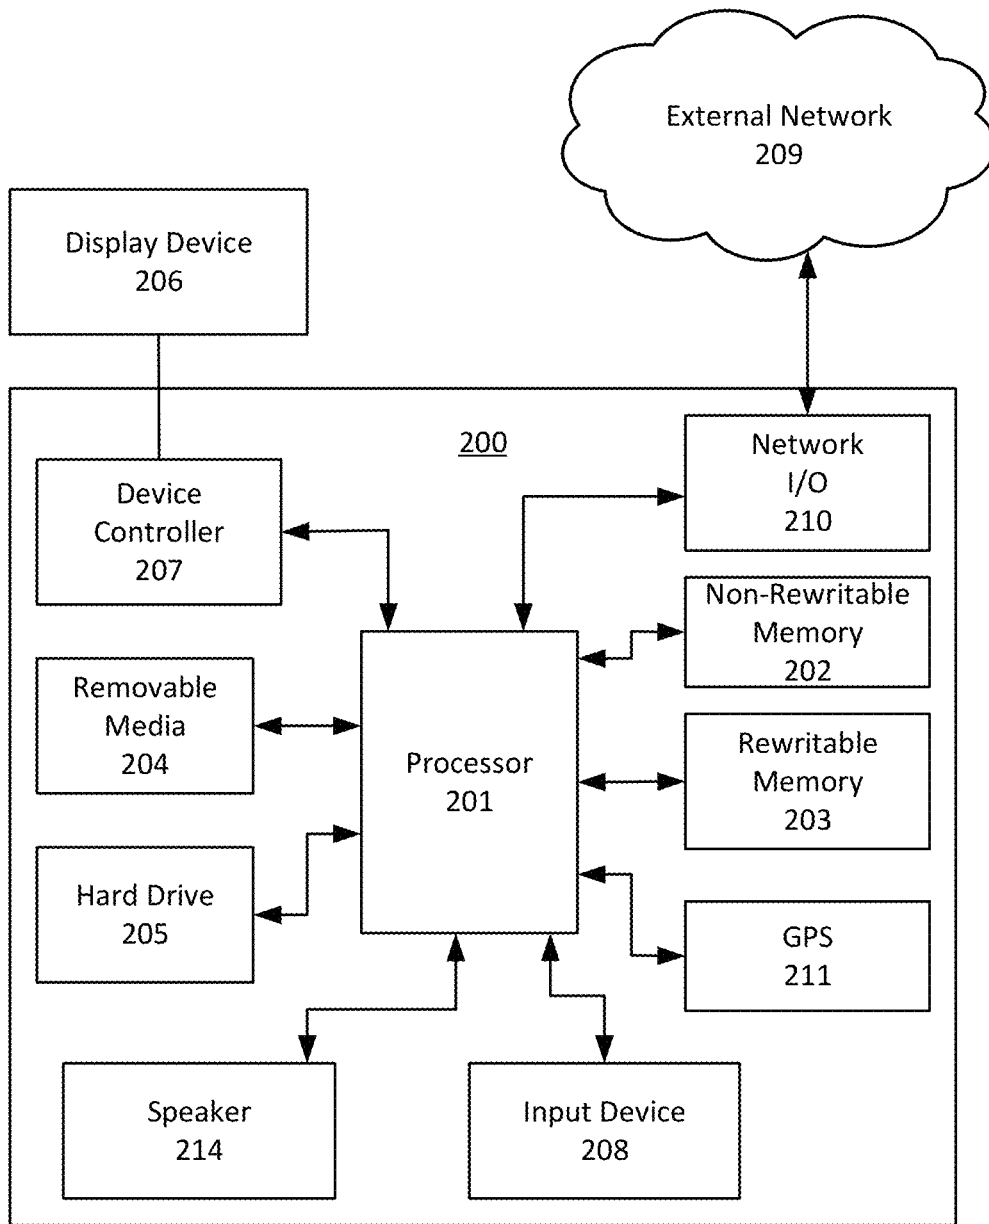 External Network
209
Display Device
206
200
Network
I/O
210
Device
Controller
207
Non-Rewritable
Memory
202
Removable
Media
204
Processor
201
Rewritable
Memory
203
Hard Drive
205
GPS
211
Speaker
214
Input Device
208